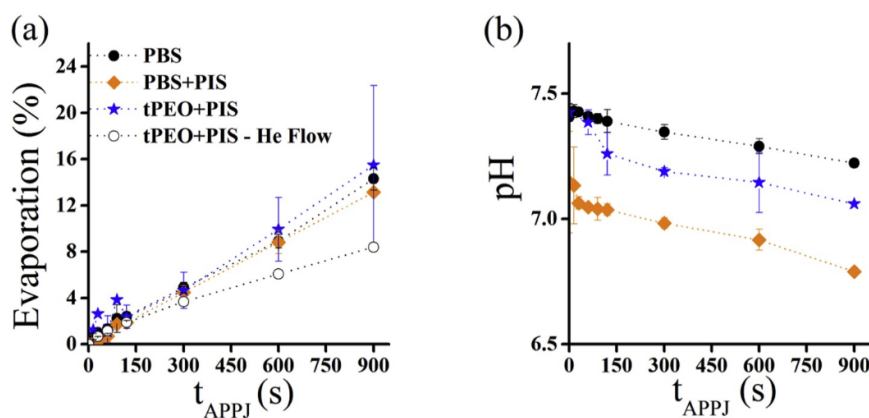 (a)
Evaporation (%)
24
20
16
12
8
4
0
PBS
PBS+PIS
tPEO+PIS
tPEO+PIS - He Flow
0 150 300 450 600 750 900
tAPPJ (s)
(b)
pH
7.5
7.0
6.5
0 150 300 450 600 750 900
tAPPJ (s)